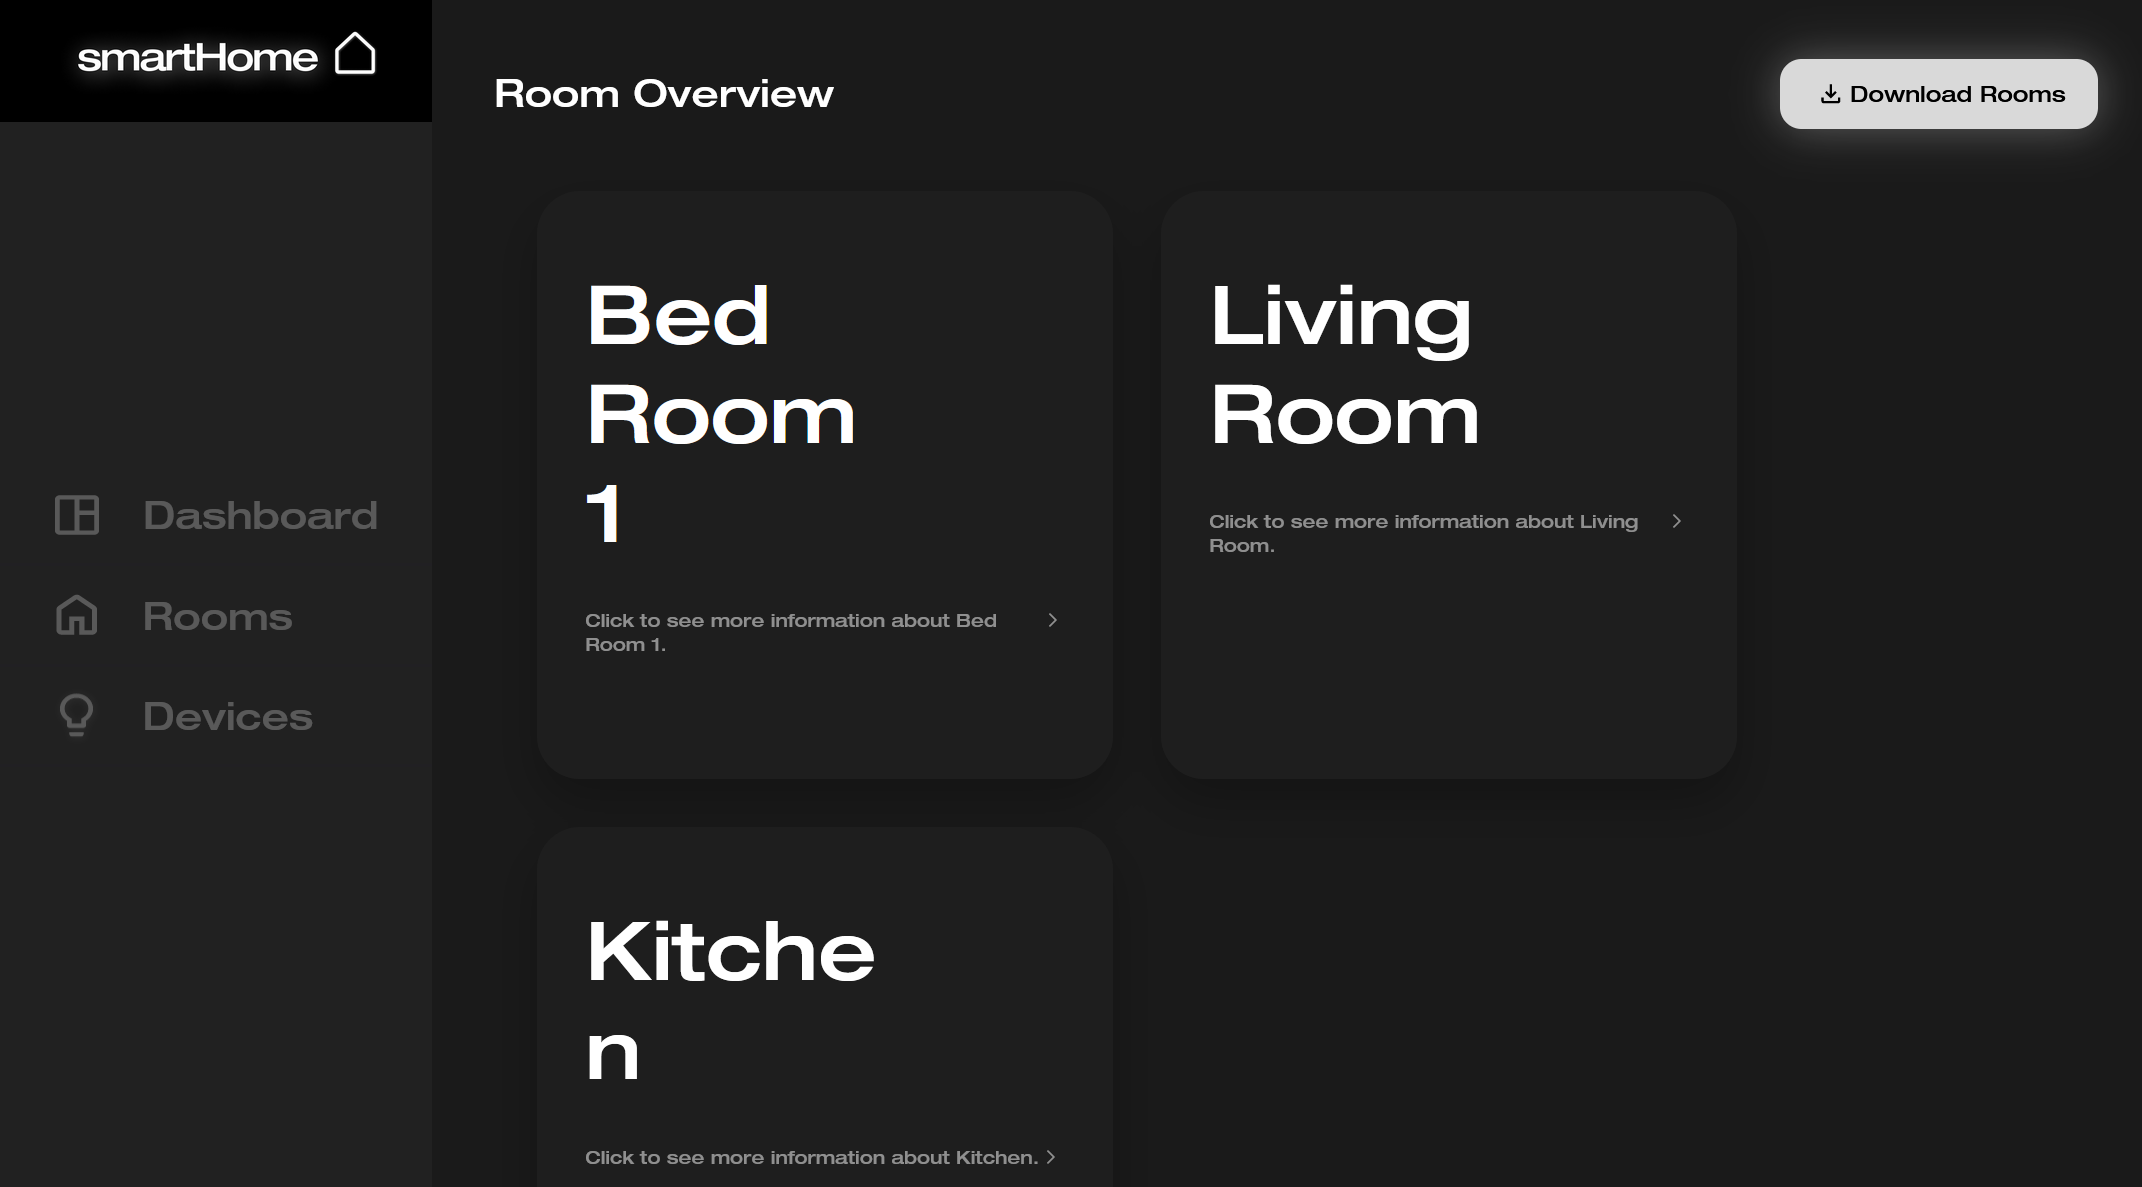 smartHome
Room Overview
Download Rooms
Dashboard
Rooms
Devices
Bed
Room
1
Click to see more information about Bed
Room 1.
Living
Room
Click to see more information about Living
Room.
Kitche
n
Click to see more information about Kitchen.